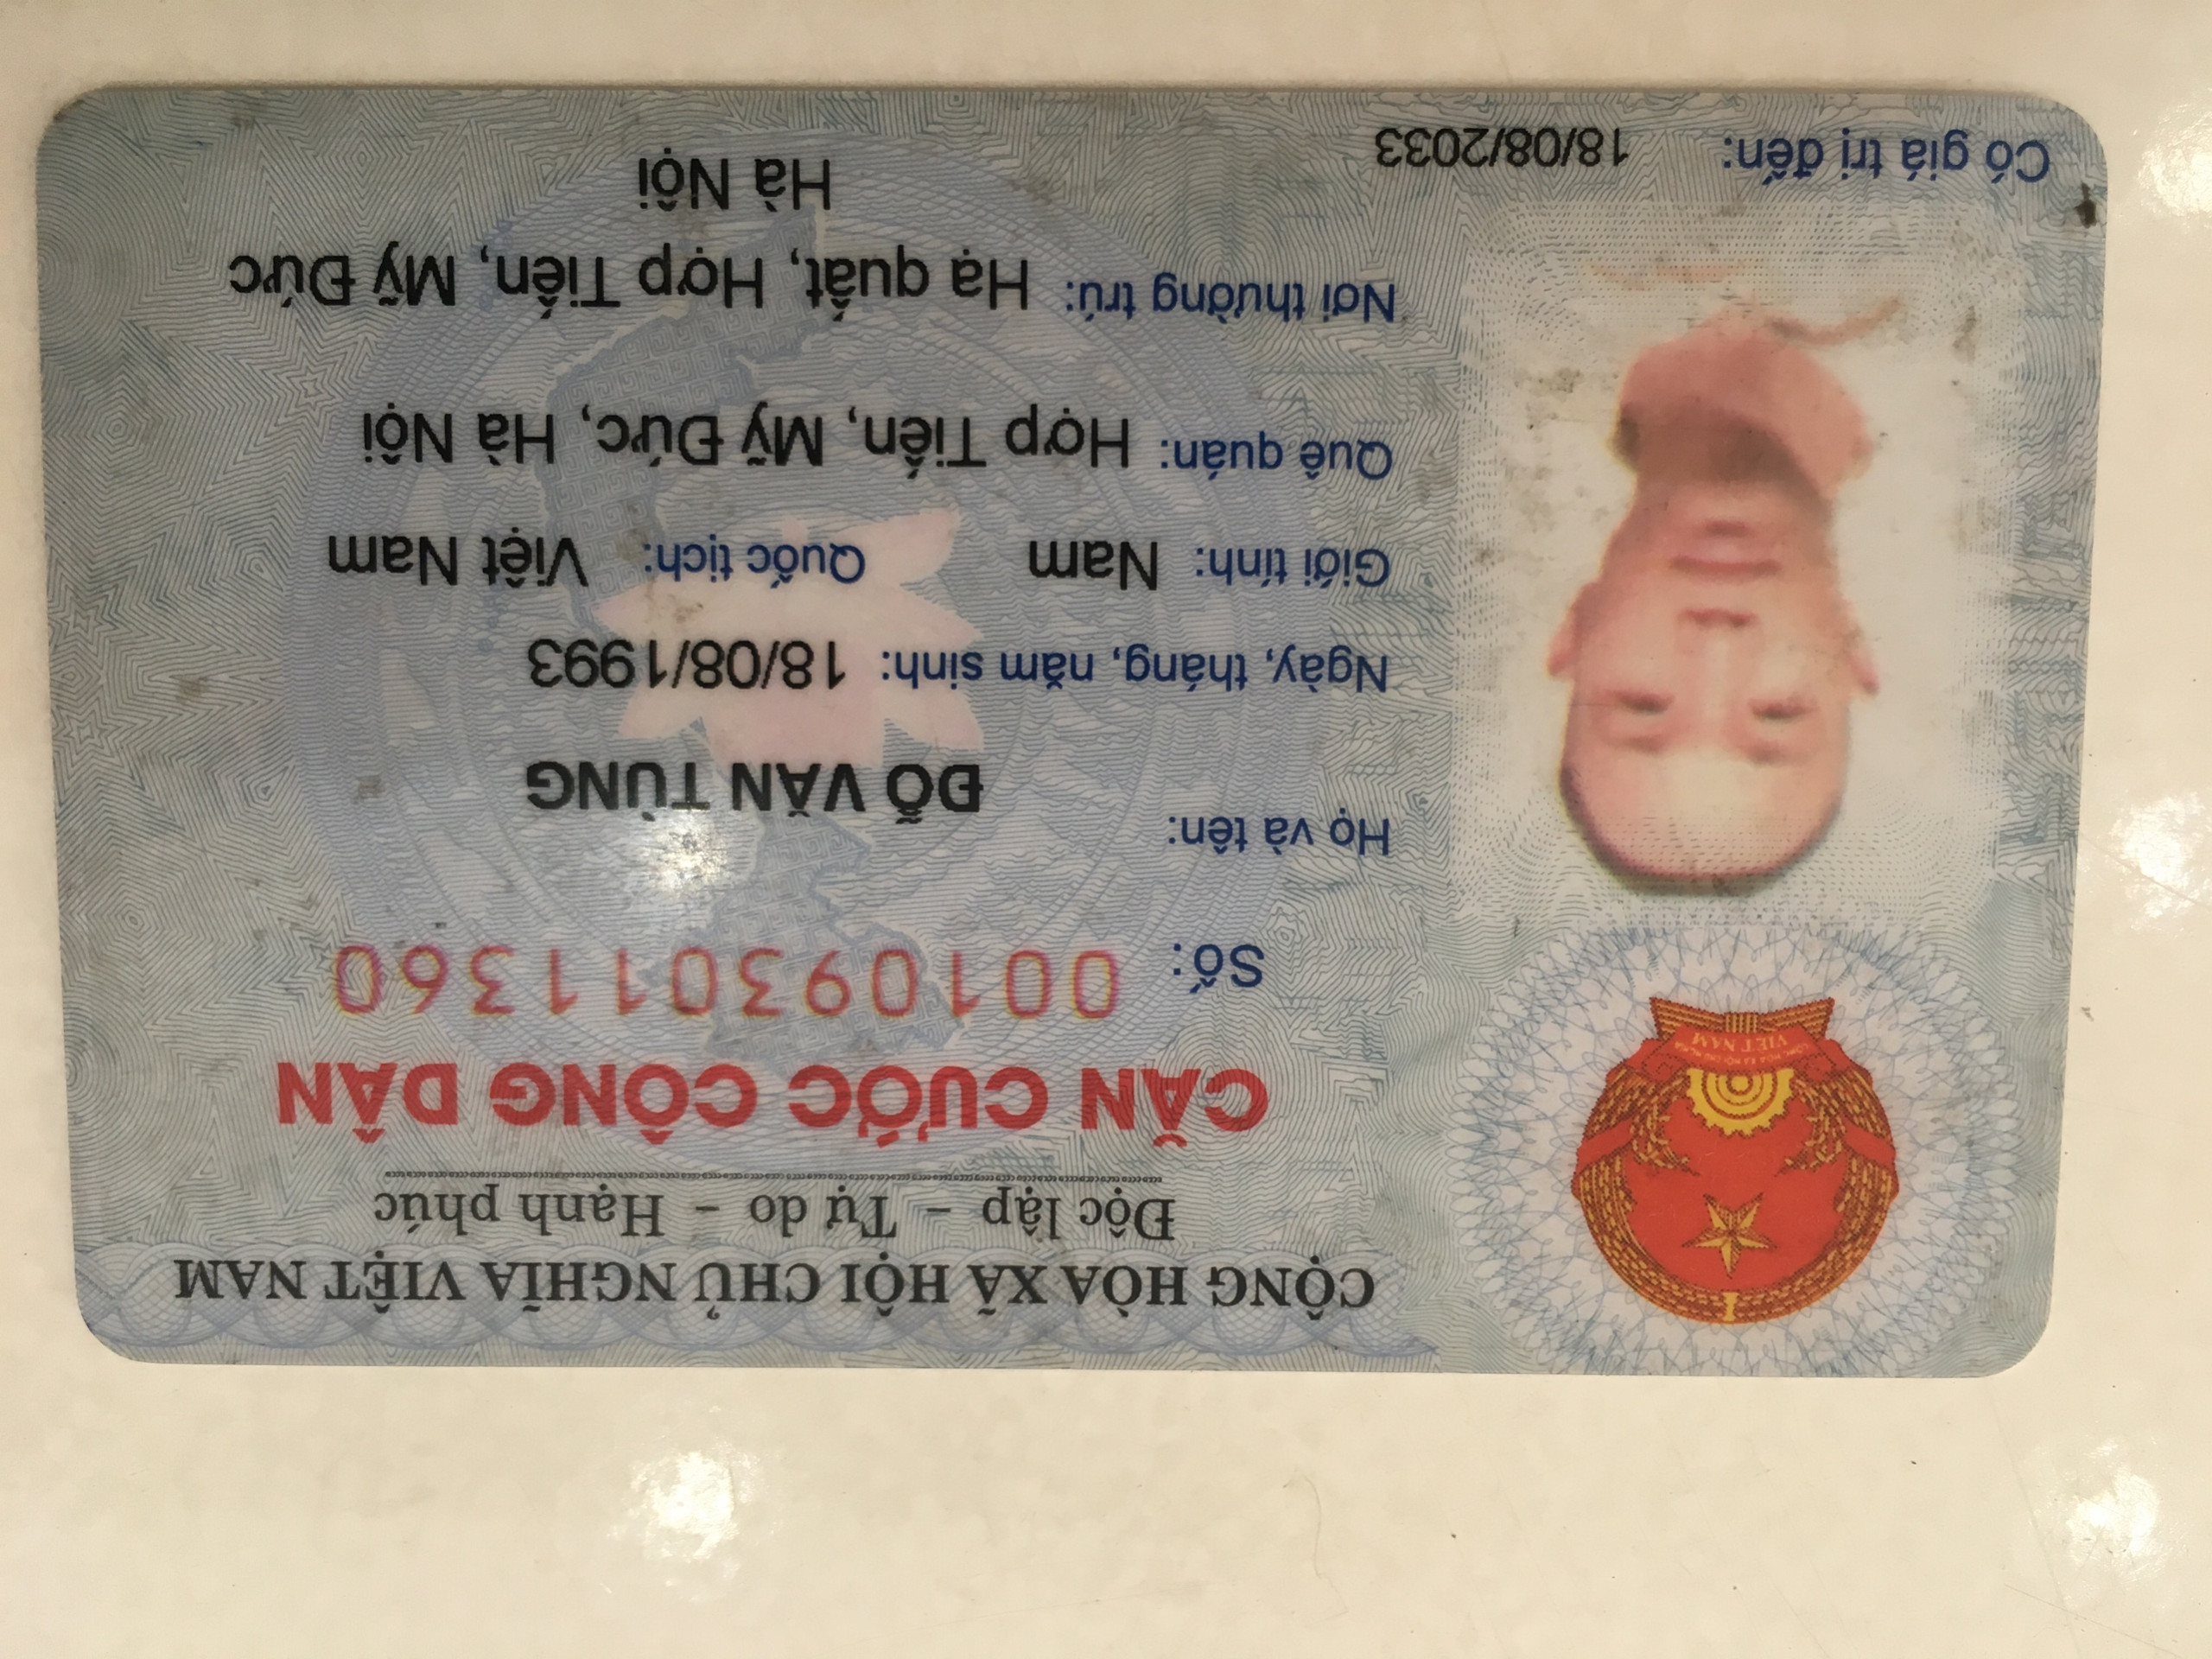 CỘNG HÒA XÃ HỘI CHỦ NGHĨA VIỆT NAM
Độc lập - Tự do - Hạnh phúc
CĂN CƯỚC CÔNG DÂN
Số: 001093011360
Họ và tên:
ĐỖ VĂN TÙNG
Ngày, tháng, năm sinh: 18/08/1993
Giới tính: Nam Quốc tịch: Việt Nam
Quê quán: Hợp Tiến, Mỹ Đức, Hà Nội
Nơi thường trú: Hạ quất, Hợp Tiến, Mỹ Đức
Hà Nội
Có giá trị đến: 18/08/2033
VIỆT NAM